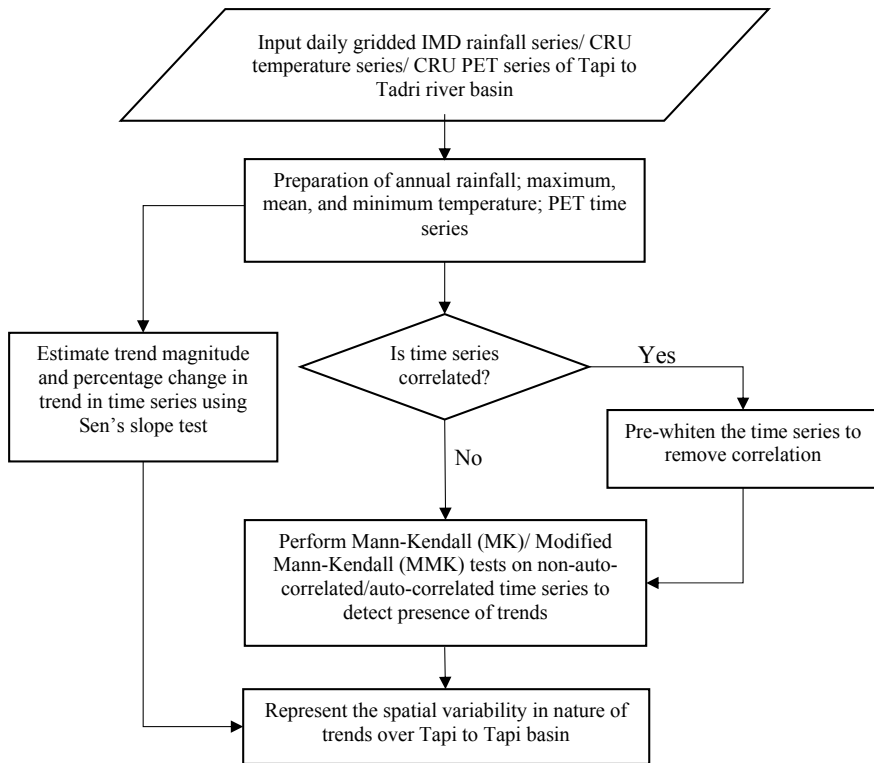 Input daily gridded IMD rainfall series/ CRU
temperature series/ CRU PET series of Tapi to
Tadri river basin
Preparation of annual rainfall; maximum,
mean, and minimum temperature; PET time
series
Estimate trend magnitude
and percentage change in
trend in time series using
Sen's slope test
Is time series
correlated?
Yes
Pre-whiten the time series to
remove correlation
No
Perform Mann-Kendall (MK)/ Modified
Mann-Kendall (MMK) tests on non-auto-
correlated/auto-correlated time series to
detect presence of trends
Represent the spatial variability in nature of
trends over Tapi to Tapi basin